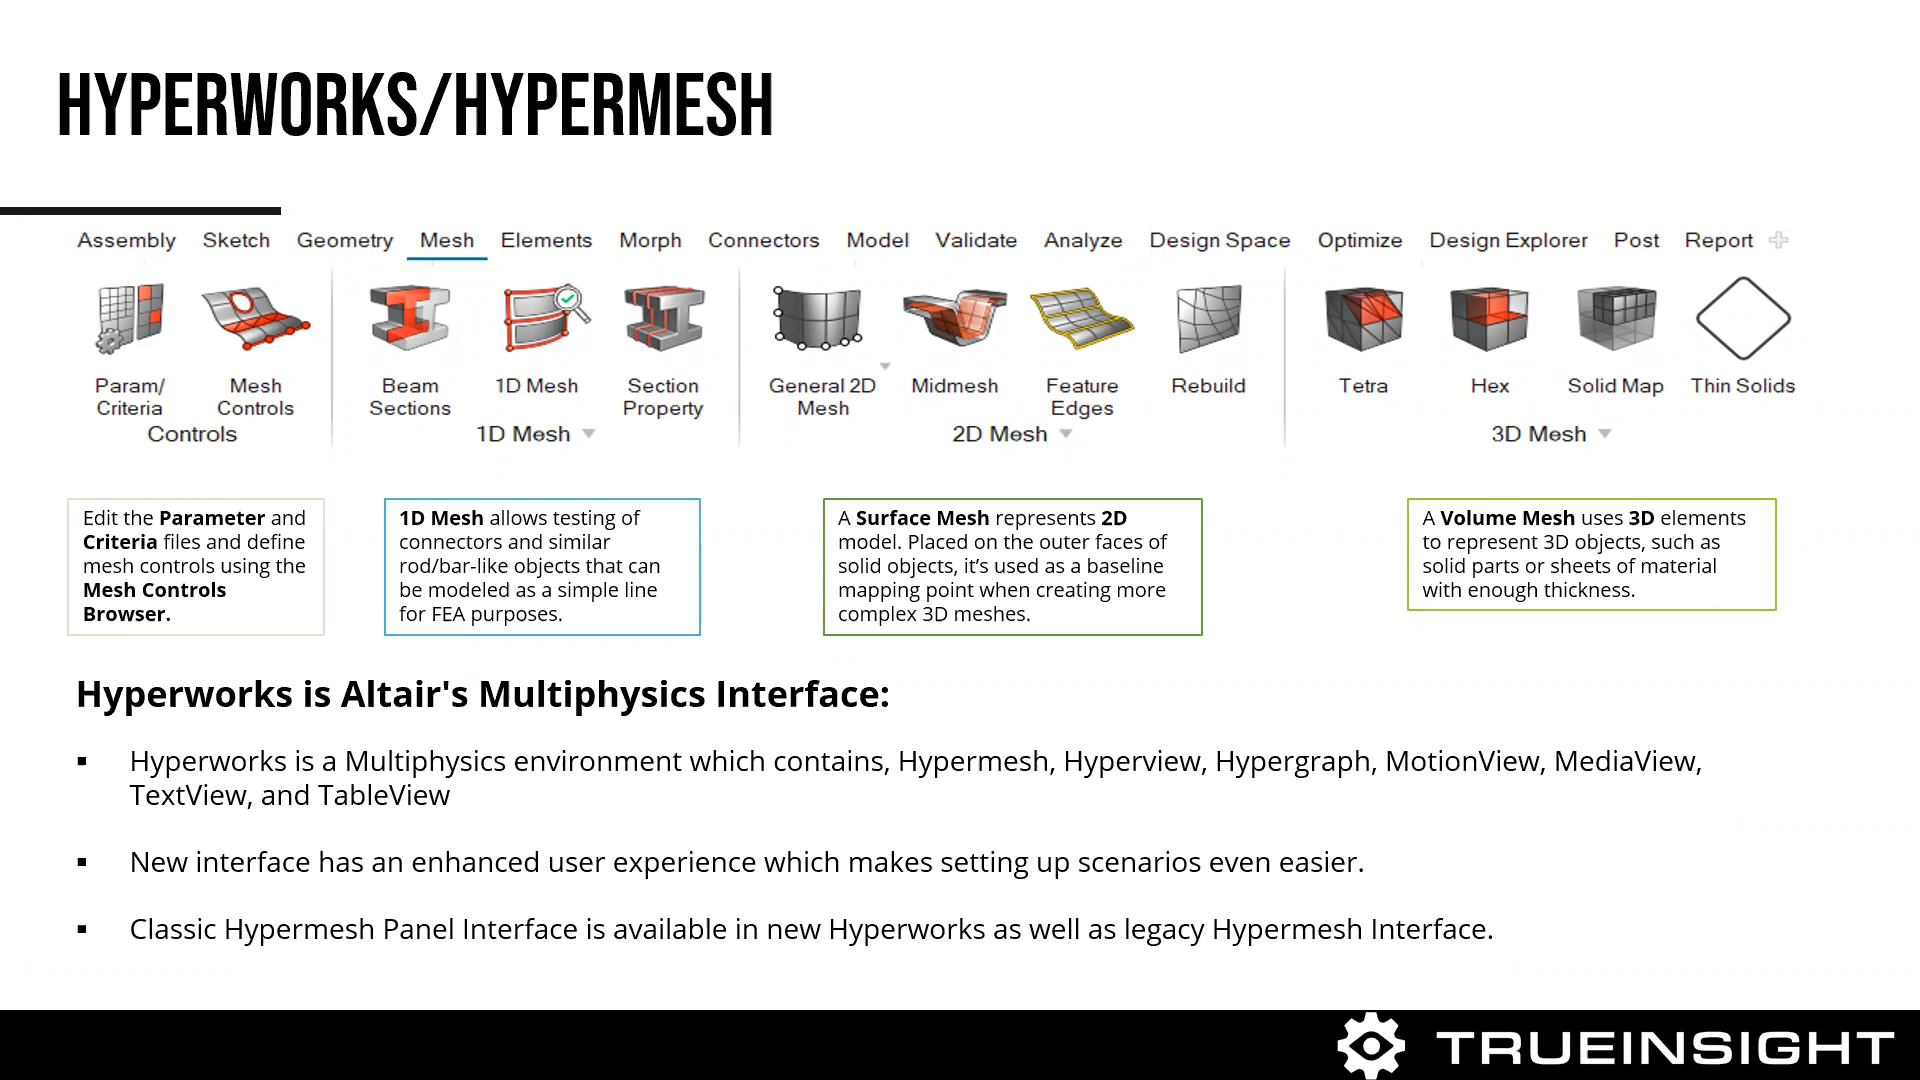 HYPERWORKS/HYPERMESH
Assembly Sketch Geometry Mesh Elements Morph Connectors Model Validate Analyze Design Space Optimize Design Explorer Post Report
Param/ Criteria
Mesh Controls
Controls
Beam Sections
1D Mesh
Section Property
1D Mesh
General 2D Mesh
Midmesh
Feature Edges
Rebuild
2D Mesh
Tetra
Hex
Solid Map
Thin Solids
3D Mesh
Edit the Parameter and
Criteria files and define
mesh controls using the
Mesh Controls
Browser.
1D Mesh allows testing of
connectors and similar
rod/bar-like objects that can
be modeled as a simple line
for FEA purposes.
A Surface Mesh represents 2D
model. Placed on the outer faces of
solid objects, it’s used as a baseline
mapping point when creating more
complex 3D meshes.
A Volume Mesh uses 3D elements
to represent 3D objects, such as
solid parts or sheets of material
with enough thickness.
Hyperworks is Altair's Multiphysics Interface:
▪ Hyperworks is a Multiphysics environment which contains, Hypermesh, Hyperview, Hypergraph, MotionView, MediaView,
TextView, and TableView
▪ New interface has an enhanced user experience which makes setting up scenarios even easier.
▪ Classic Hypermesh Panel Interface is available in new Hyperworks as well as legacy Hypermesh Interface.
TRUEINSIGHT